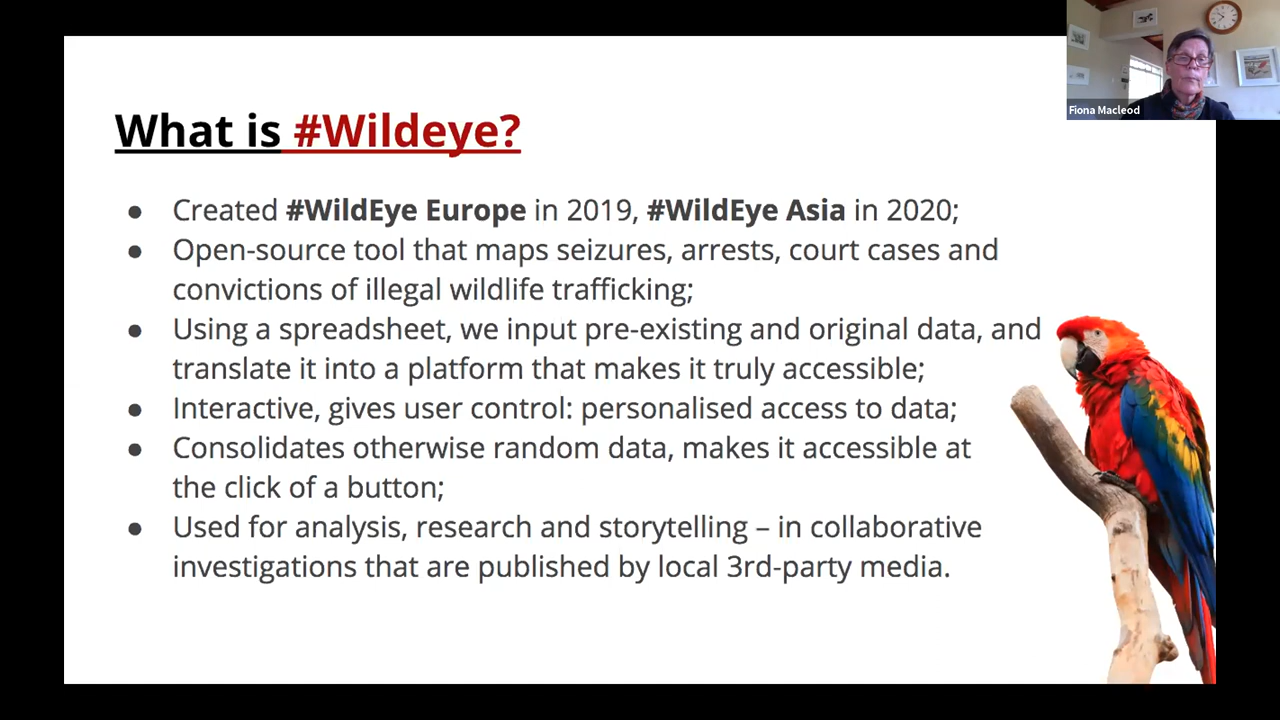 What is #Wildeye?
Fiona Macleod
● Created #WildEye Europe in 2019, #WildEye Asia in 2020;
● Open-source tool that maps seizures, arrests, court cases and
convictions of illegal wildlife trafficking;
● Using a spreadsheet, we input pre-existing and original data, and
translate it into a platform that makes it truly accessible;
● Interactive, gives user control: personalised access to data;
● Consolidates otherwise random data, makes it accessible at
the click of a button;
● Used for analysis, research and storytelling – in collaborative
investigations that are published by local 3rd-party media.